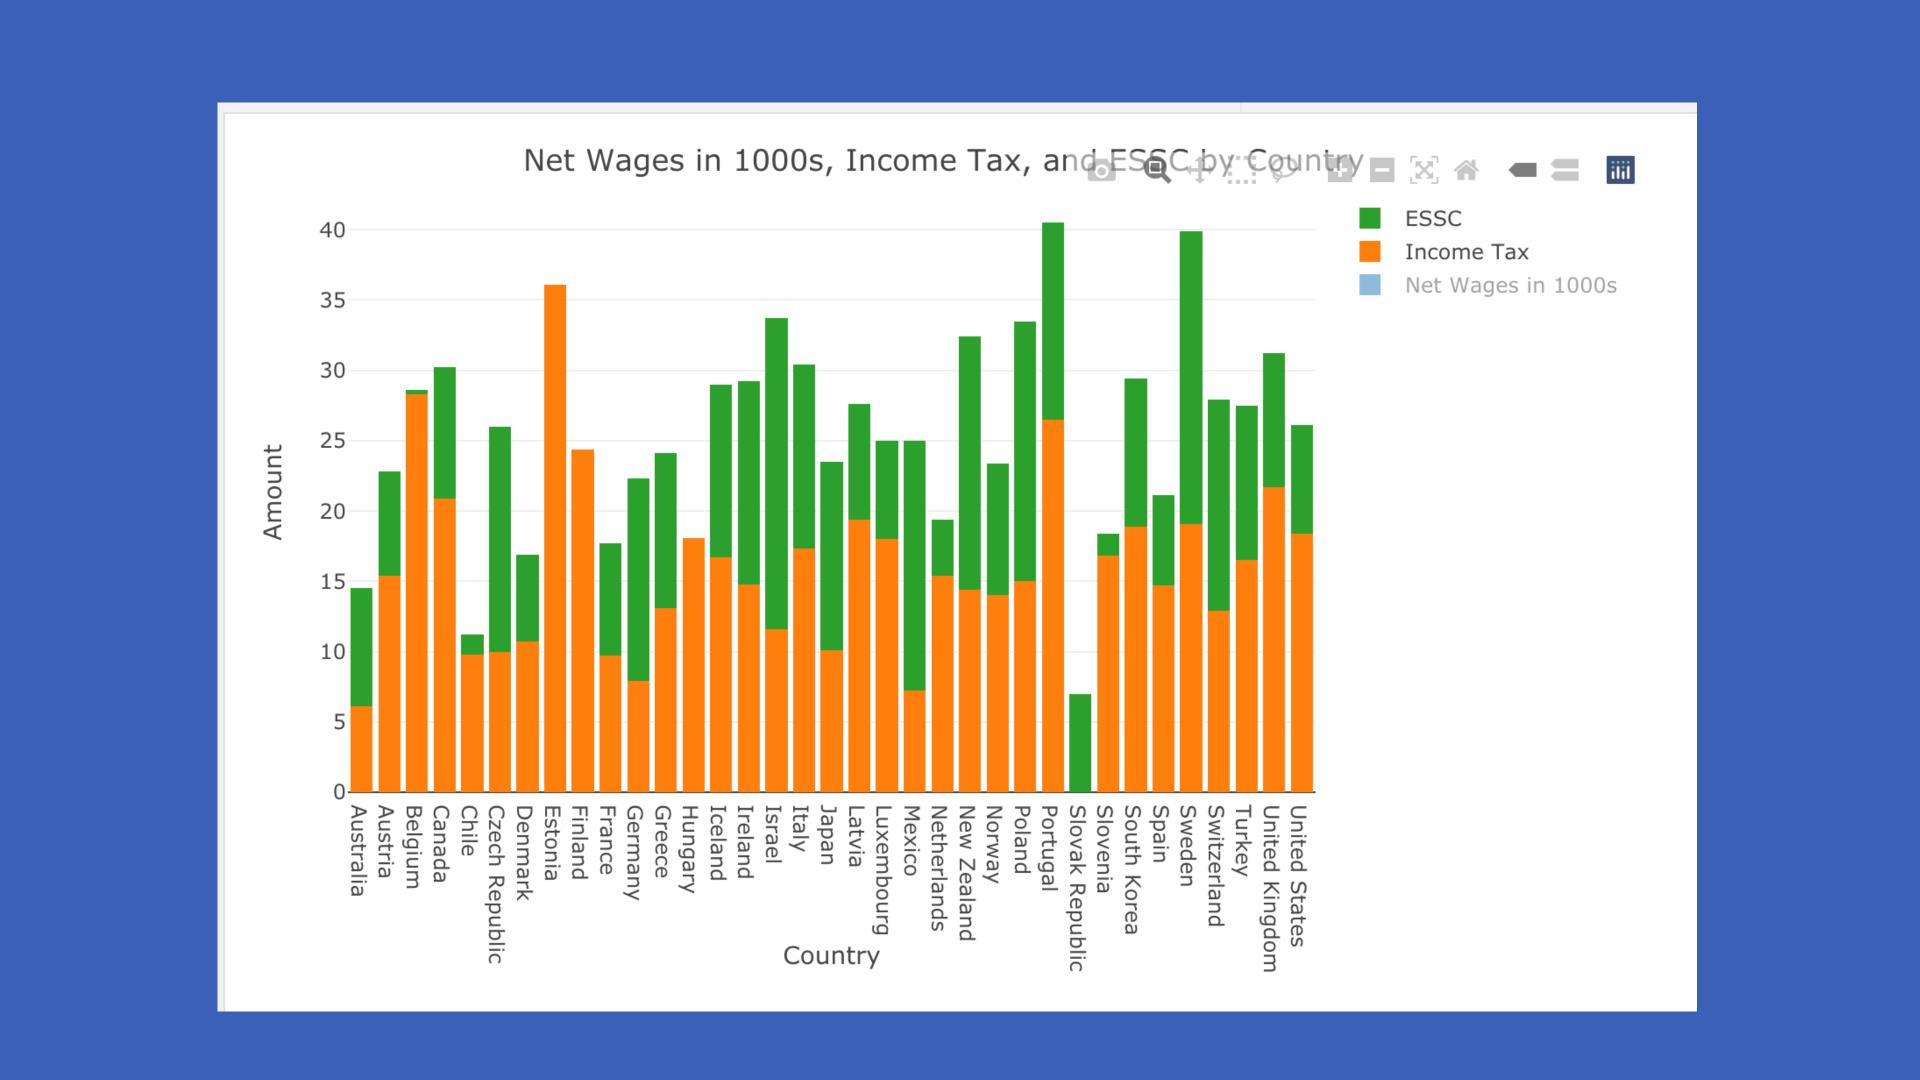 Net Wages in 1000s, Income Tax, and ESSC by Country
ESSC
Income Tax
Net Wages in 1000s
Amount
40
35
30
25
20
15
10
5
0
Australia
Austria
Belgium
Canada
Chile
Czech Republic
Denmark
Estonia
Finland
France
Germany
Greece
Hungary
Iceland
Ireland
Israel
Italy
Japan
Latvia
Luxembourg
Mexico
Netherlands
New Zealand
Norway
Poland
Portugal
Slovak Republic
Slovenia
South Korea
Spain
Sweden
Switzerland
Turkey
United Kingdom
United States
Country